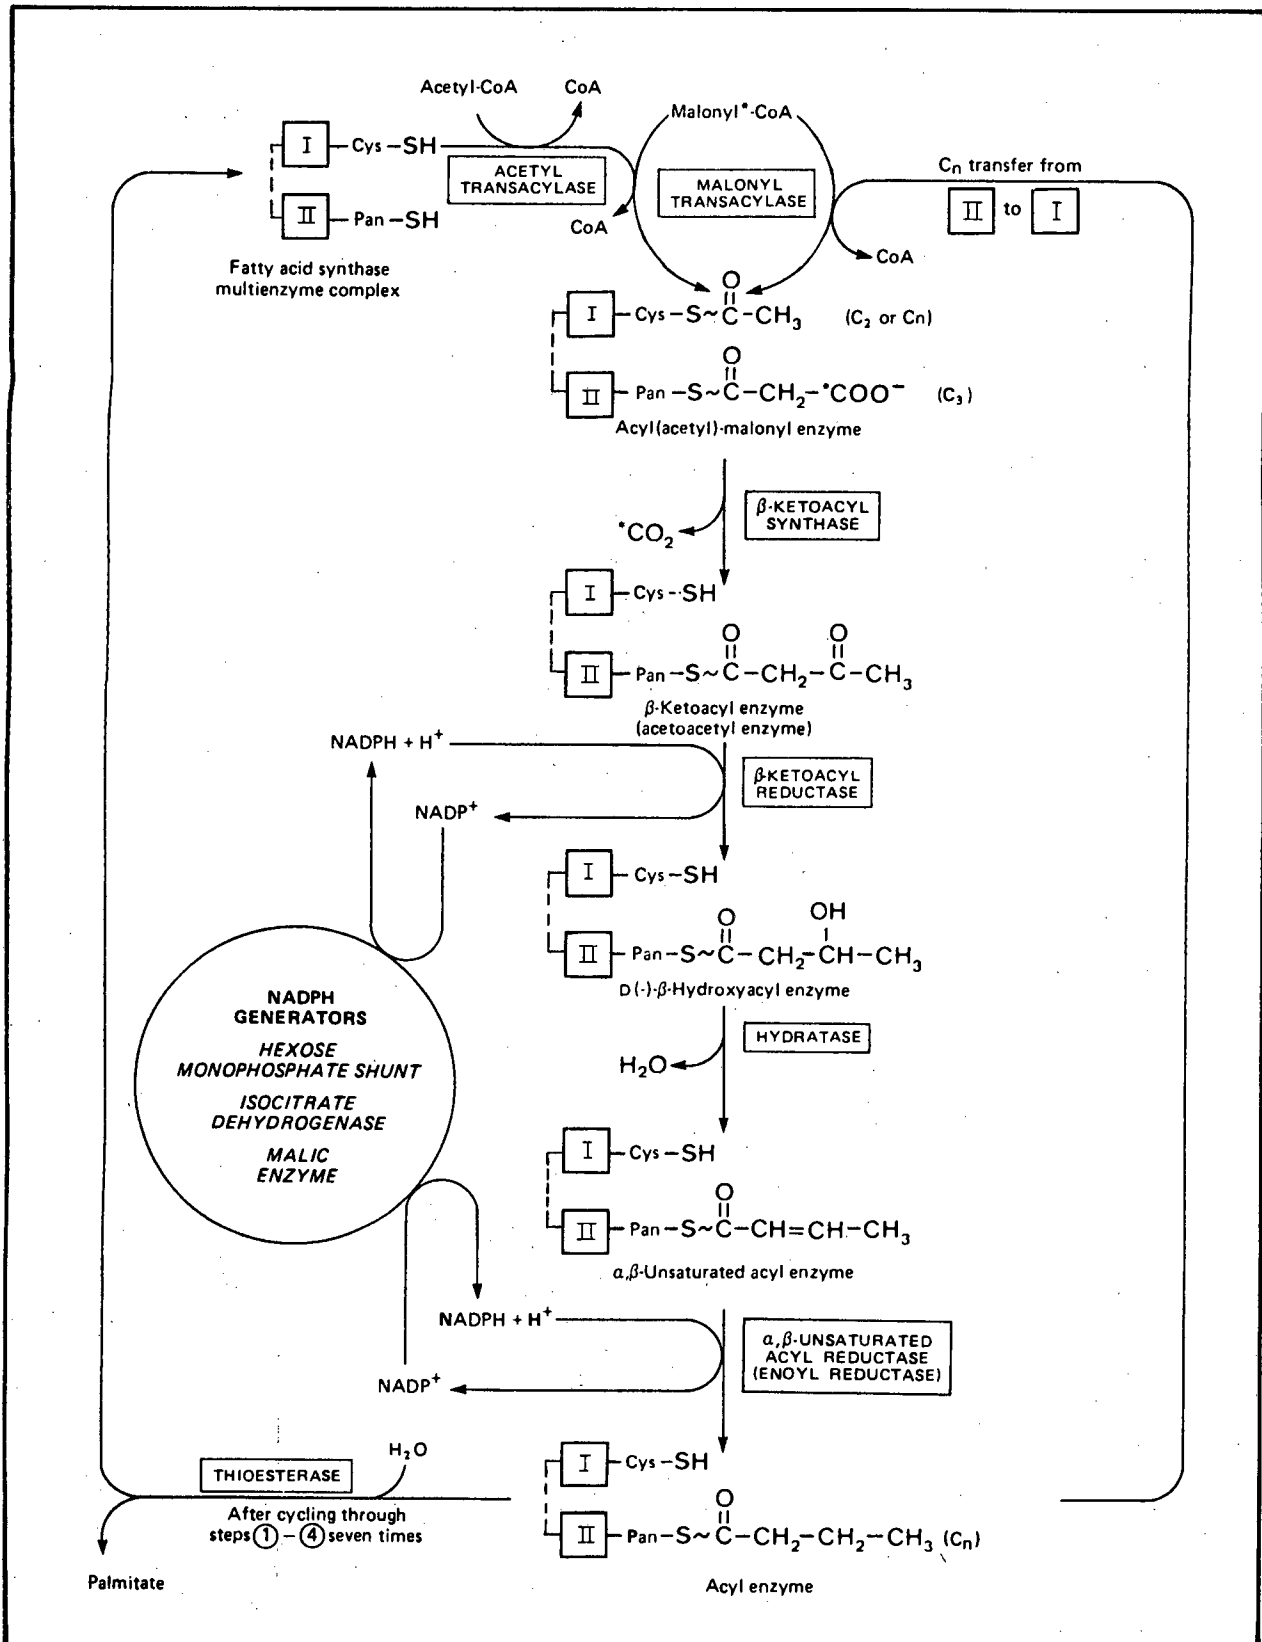 Acetyl-CoA
CoA
Malonyl*-CoA
I -Cys-SH
ACETYL
TRANSACYLASE
MALONYL
TRANSACYLASE
Cn transfer from
II to I
II -Pan-SH
CoA
CoA
Fatty acid synthase
multienzyme complex
O
I -Cys-S~C-CH3 (C2 or Cn)
O
II -Pan-S~C-CH2-*COO− (C3)
Acyl(acetyl)-malonyl enzyme
β-KETOACYL
SYNTHASE
*CO2
I -Cys-SH
O O
II -Pan-S~C-CH2-C-CH3
β-Ketoacyl enzyme
(acetoacetyl enzyme)
NADPH + H+
β-KETOACYL
REDUCTASE
NADP+
I -Cys-SH
O OH
II -Pan-S~C-CH2-CH-CH3
D(-)-β-Hydroxyacyl enzyme
NADPH
GENERATORS
HEXOSE
MONOPHOSPHATE SHUNT
ISOCITRATE
DEHYDROGENASE
MALIC
ENZYME
HYDRATASE
H2O
I -Cys-SH
O
II -Pan-S~C-CH=CH-CH3
α,β-Unsaturated acyl enzyme
NADPH + H+
α,β-UNSATURATED
ACYL REDUCTASE
(ENOYL REDUCTASE)
NADP+
H2O
THIOESTERASE
After cycling through
steps ① - ④ seven times
Palmitate
I -Cys-SH
O
II -Pan-S~C-CH2-CH2-CH3 (Cn)
Acyl enzyme